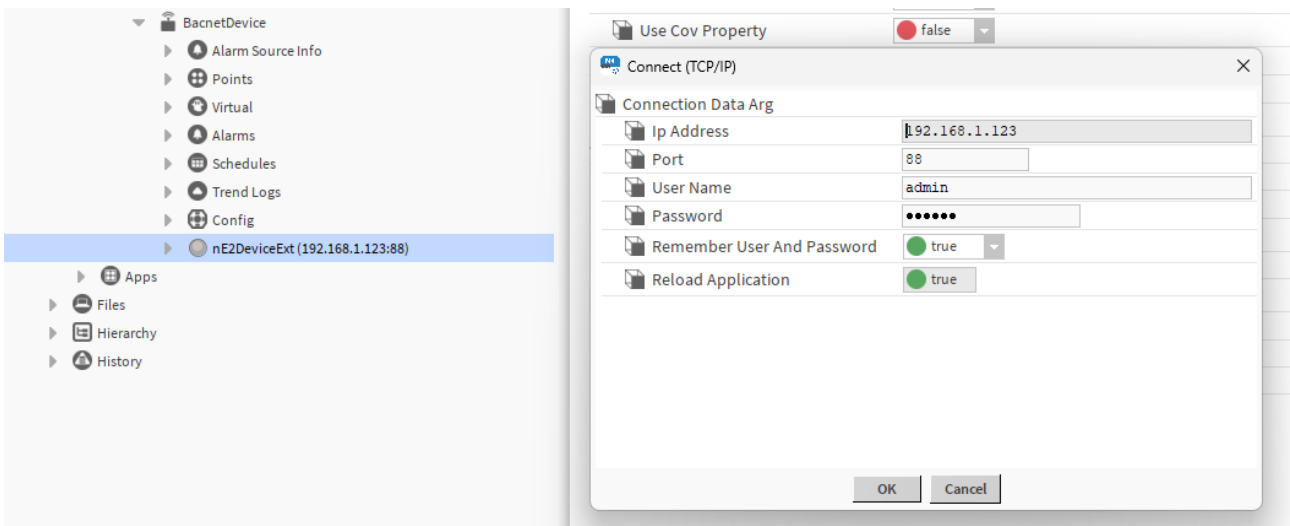 BacnetDevice
Alarm Source Info
Points
Virtual
Alarms
Schedules
Trend Logs
Config
nE2DeviceExt (192.168.1.123:88)
Apps
Files
Hierarchy
History
Use Cov Property false
N4 Connect (TCP/IP)
Connection Data Arg
Ip Address 192.168.1.123
Port 88
User Name admin
Password ●●●●●●
Remember User And Password true
Reload Application true
OK Cancel